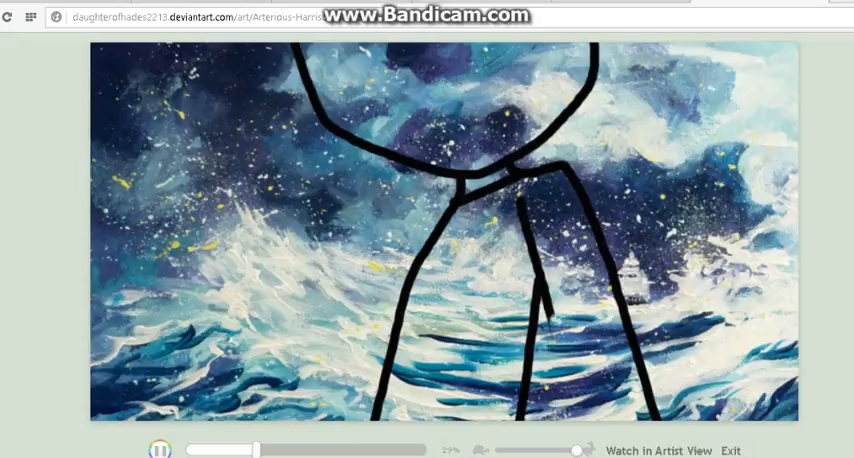 www.Bandicam.com
daughterofhades2213.deviantart.com/art/Arterious-Harris
29%
Watch in Artist View Exit